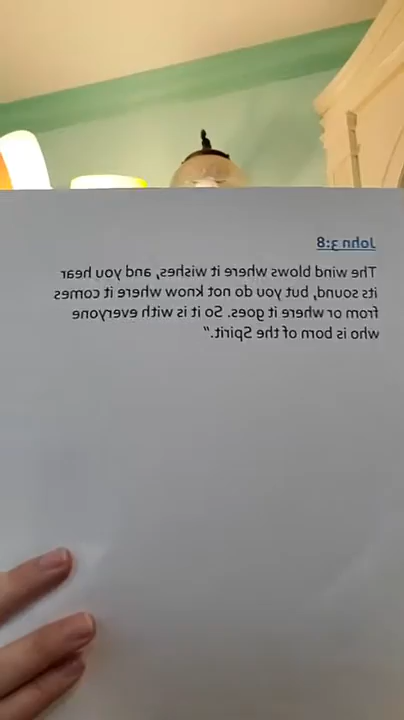 John 3:8
The wind blows where it wishes, and you hear
its sound, but you do not know where it comes
from or where it goes. So it is with everyone
who is born of the Spirit.”